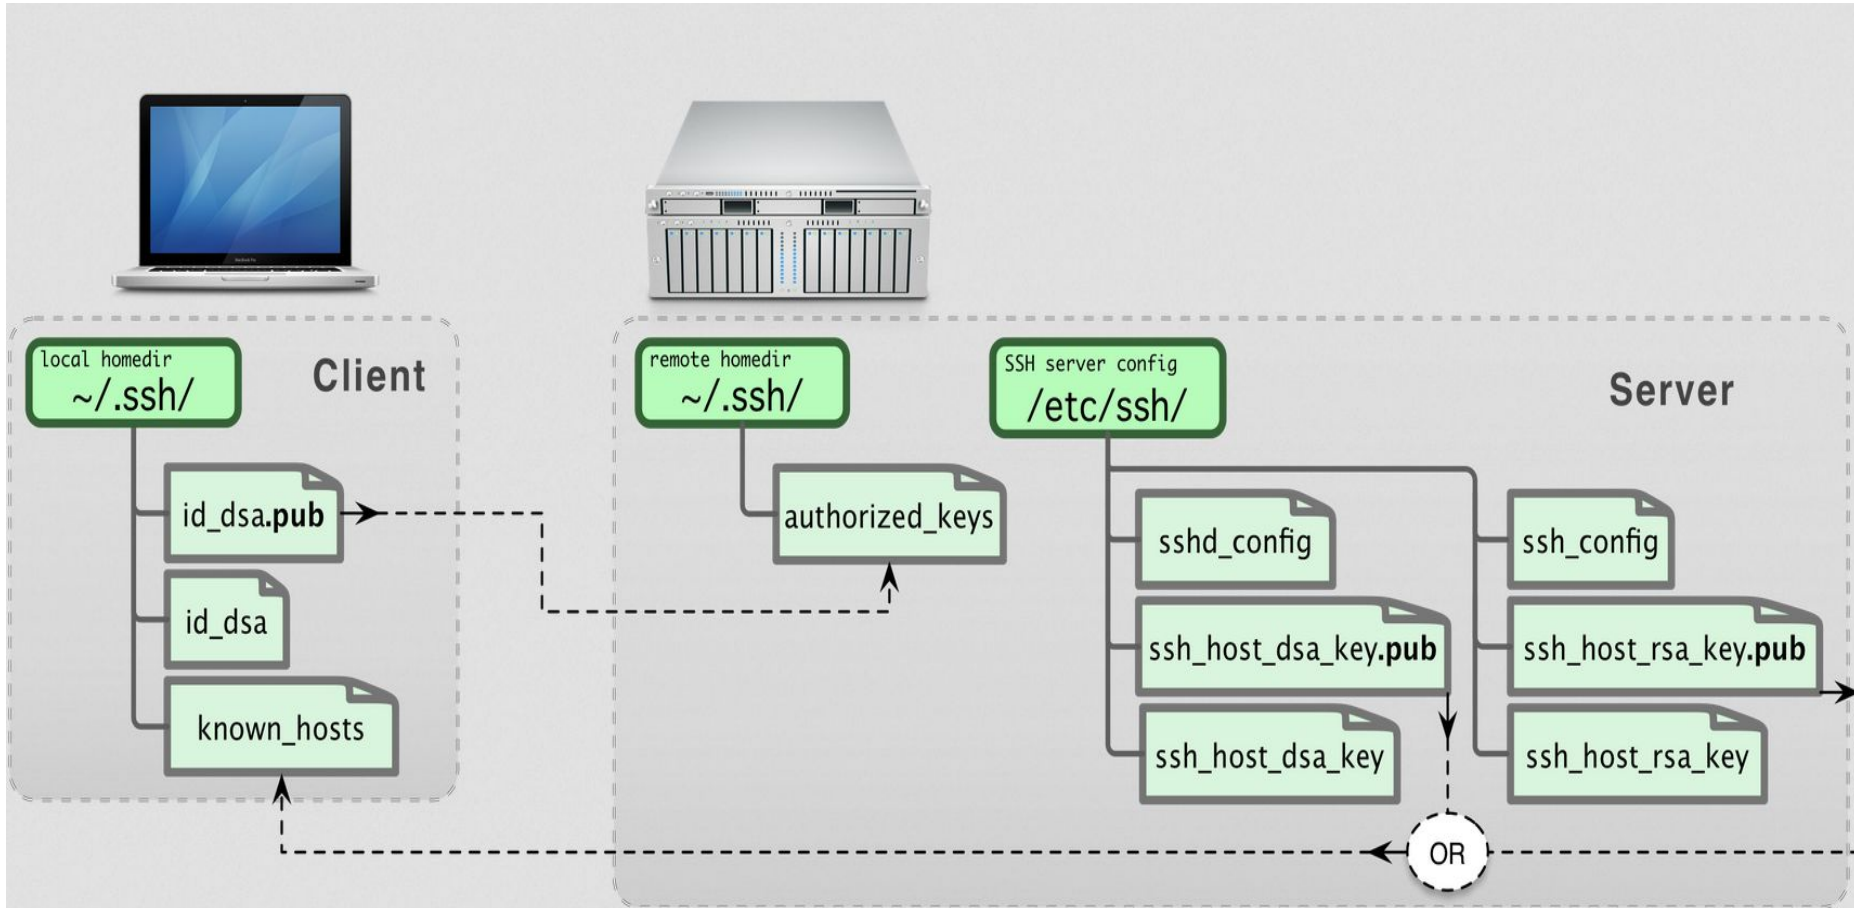 local homedir
~/.ssh/
Client
id_dsa.pub
id_dsa
known_hosts
remote homedir
~/.ssh/
authorized_keys
SSH server config
/etc/ssh/
Server
sshd_config
ssh_host_dsa_key.pub
ssh_host_dsa_key
ssh_config
ssh_host_rsa_key.pub
ssh_host_rsa_key
OR